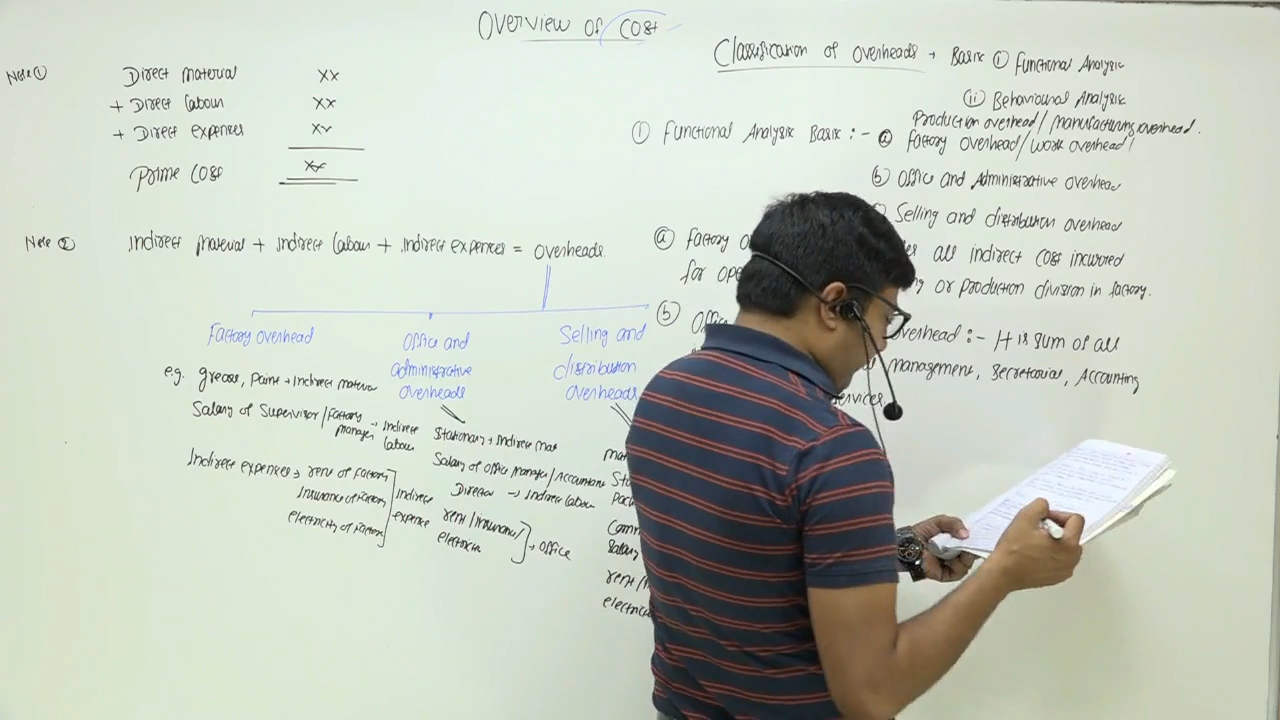 Overview of Cost
Note ①
Direct material xx
+ Direct labour xx
+ Direct expenses xx
Prime Cost xx
Note ②
Indirect material + Indirect labour + Indirect expenses = overheads.
Factory overhead
e.g. grease, paint → Indirect material
Salary of Supervisor/factory manager → Indirect labour
Indirect expenses → rent of factory
Insurance of factory
electricity of factory
Indirect expense
Office and
administrative
overheads
Stationary → Indirect mat
Salary of office manager/Accountant
Director → Indirect labour
rent/insurance/
electricity
→ office
Selling and
distribution
overheads
Salary
rent/
Classification of overheads → Basis ① Functional Analysis
ⅱ Behavioural Analysis
① Functional Analysis Basis :- ⓐ Production overhead/manufacturing overhead.
Factory overhead/work overhead/
ⓑ Office and Administrative overhead
Selling and distribution overhead
ⓐ Factory all indirect cost incurred
for or production division in factory.
ⓑ overhead :- It is sum of all
management, secretarial, Accounting
services